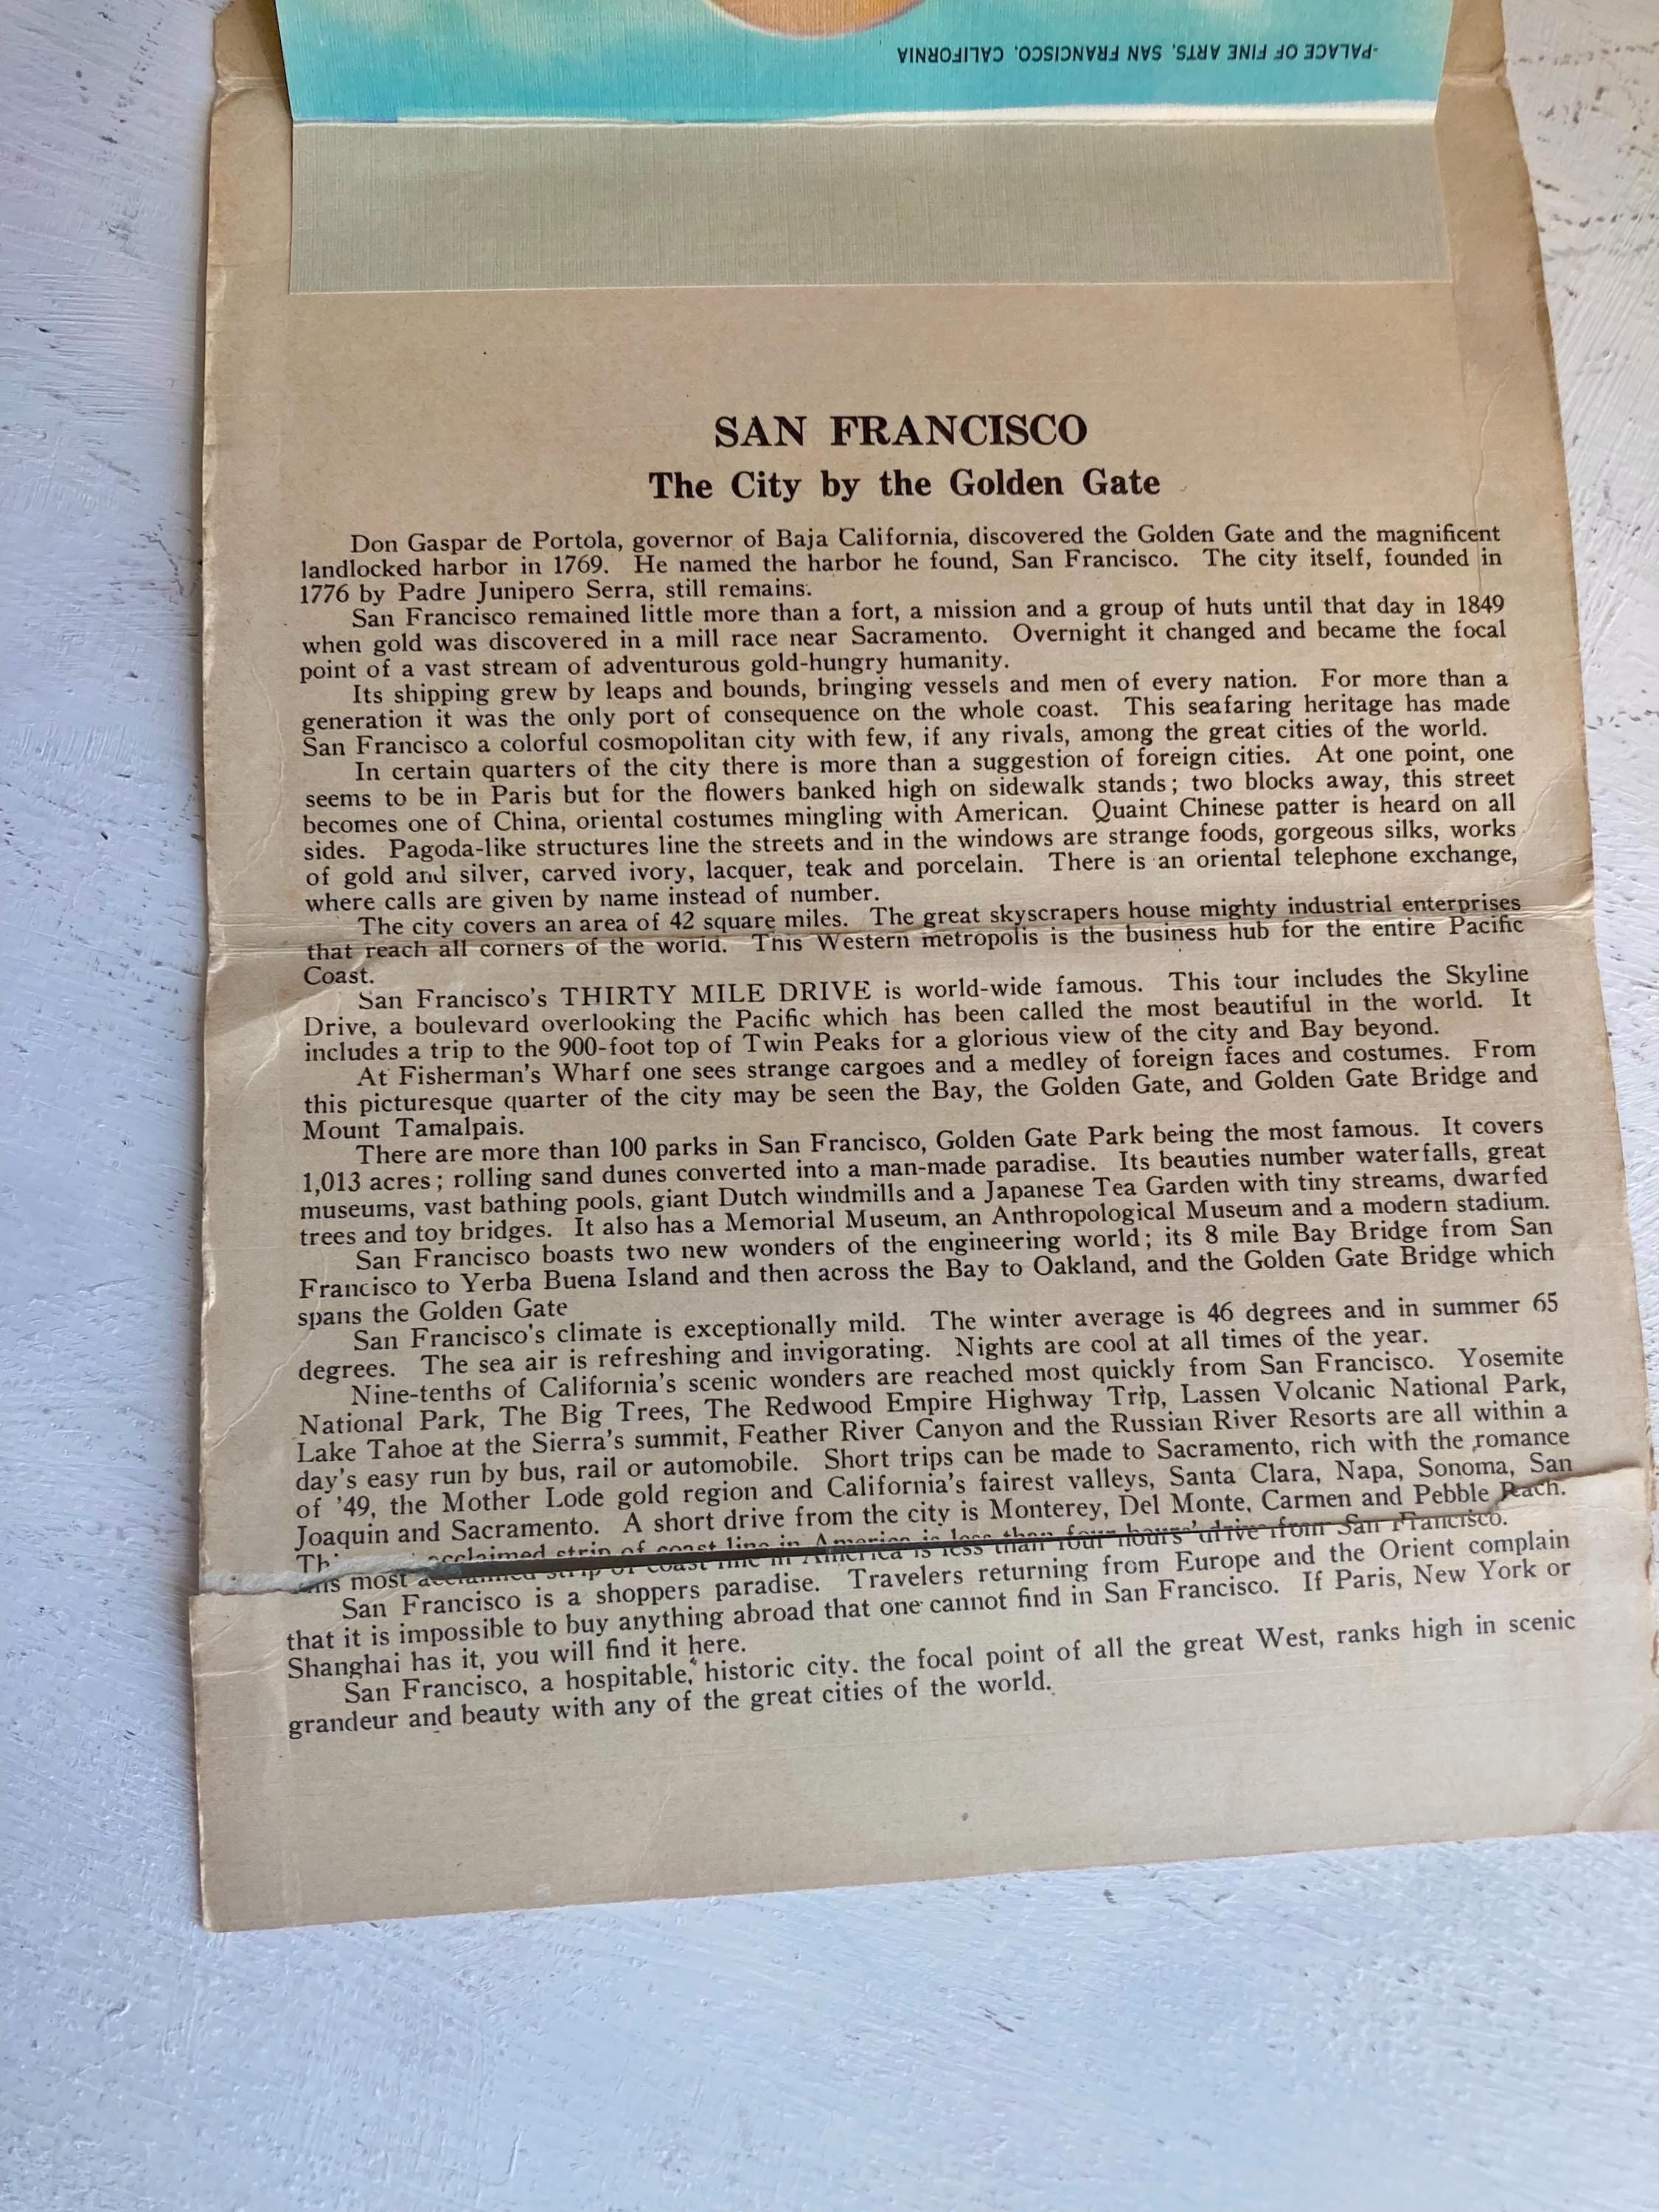 -PALACE OF FINE ARTS, SAN FRANCISCO, CALIFORNIA
SAN FRANCISCO
The City by the Golden Gate
Don Gaspar de Portola, governor of Baja California, discovered the Golden Gate and the magnificent
landlocked harbor in 1769. He named the harbor he found, San Francisco. The city itself, founded in
1776 by Padre Junipero Serra, still remains.
San Francisco remained little more than a fort, a mission and a group of huts until that day in 1849
when gold was discovered in a mill race near Sacramento. Overnight it changed and became the focal
point of a vast stream of adventurous gold-hungry humanity.
Its shipping grew by leaps and bounds, bringing vessels and men of every nation. For more than a
generation it was the only port of consequence on the whole coast. This seafaring heritage has made
San Francisco a colorful cosmopolitan city with few, if any rivals, among the great cities of the world.
In certain quarters of the city there is more than a suggestion of foreign cities. At one point, one
seems to be in Paris but for the flowers banked high on sidewalk stands; two blocks away, this street
becomes one of China, oriental costumes mingling with American. Quaint Chinese patter is heard on all
sides. Pagoda-like structures line the streets and in the windows are strange foods, gorgeous silks, works
of gold and silver, carved ivory, lacquer, teak and porcelain. There is an oriental telephone exchange,
where calls are given by name instead of number.
The city covers an area of 42 square miles. The great skyscrapers house mighty industrial enterprises
that reach all corners of the world. This Western metropolis is the business hub for the entire Pacific
Coast.
San Francisco's THIRTY MILE DRIVE is world-wide famous. This tour includes the Skyline
Drive, a boulevard overlooking the Pacific which has been called the most beautiful in the world. It
includes a trip to the 900-foot top of Twin Peaks for a glorious view of the city and Bay beyond.
At Fisherman's Wharf one sees strange cargoes and a medley of foreign faces and costumes. From
this picturesque quarter of the city may be seen the Bay, the Golden Gate, and Golden Gate Bridge and
Mount Tamalpais.
There are more than 100 parks in San Francisco, Golden Gate Park being the most famous. It covers
1,013 acres; rolling sand dunes converted into a man-made paradise. Its beauties number waterfalls, great
museums, vast bathing pools, giant Dutch windmills and a Japanese Tea Garden with tiny streams, dwarfed
trees and toy bridges. It also has a Memorial Museum, an Anthropological Museum and a modern stadium.
San Francisco boasts two new wonders of the engineering world; its 8 mile Bay Bridge from San
Francisco to Yerba Buena Island and then across the Bay to Oakland, and the Golden Gate Bridge which
spans the Golden Gate
San Francisco's climate is exceptionally mild. The winter average is 46 degrees and in summer 65
degrees. The sea air is refreshing and invigorating. Nights are cool at all times of the year.
Nine-tenths of California's scenic wonders are reached most quickly from San Francisco. Yosemite
National Park, The Big Trees, The Redwood Empire Highway Trip, Lassen Volcanic National Park,
Lake Tahoe at the Sierra's summit, Feather River Canyon and the Russian River Resorts are all within a
day's easy run by bus, rail or automobile. Short trips can be made to Sacramento, rich with the romance
of '49, the Mother Lode gold region and California's fairest valleys, Santa Clara, Napa, Sonoma, San
Joaquin and Sacramento. A short drive from the city is Monterey, Del Monte, Carmen and Pebble Beach.
This most acclaimed strip of coast line in America is less than four hours' drive from San Francisco.
San Francisco is a shoppers paradise. Travelers returning from Europe and the Orient complain
that it is impossible to buy anything abroad that one cannot find in San Francisco. If Paris, New York or
Shanghai has it, you will find it here.
San Francisco, a hospitable, historic city. the focal point of all the great West, ranks high in scenic
grandeur and beauty with any of the great cities of the world.